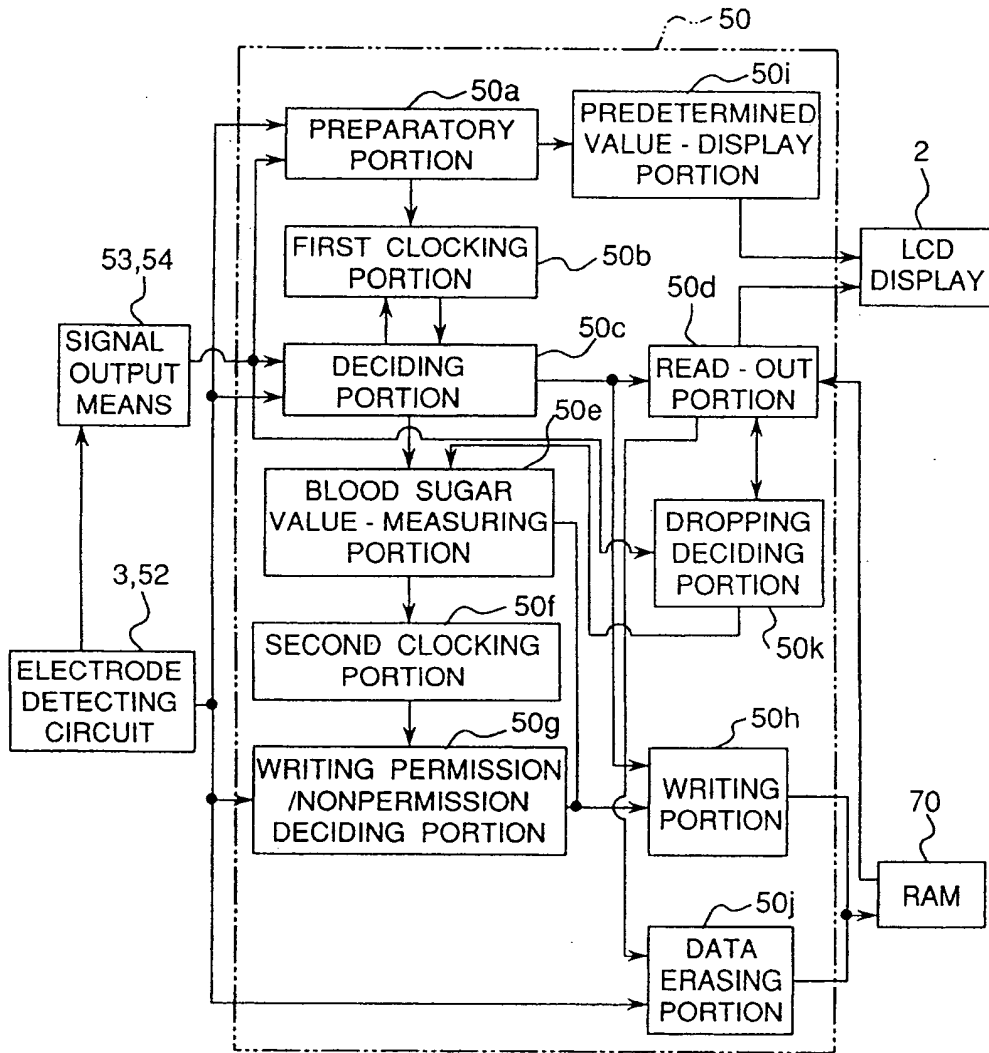 50
50a
PREPARATORY
PORTION
50i
PREDETERMINED
VALUE - DISPLAY
PORTION
2
LCD
DISPLAY
FIRST CLOCKING
PORTION
50b
53,54
SIGNAL
OUTPUT
MEANS
50c
DECIDING
PORTION
50d
READ - OUT
PORTION
50e
BLOOD SUGAR
VALUE - MEASURING
PORTION
DROPPING
DECIDING
PORTION
50k
3,52
ELECTRODE
DETECTING
CIRCUIT
50f
SECOND CLOCKING
PORTION
50g
WRITING PERMISSION
/NONPERMISSION
DECIDING PORTION
50h
WRITING
PORTION
70
RAM
50j
DATA
ERASING
PORTION